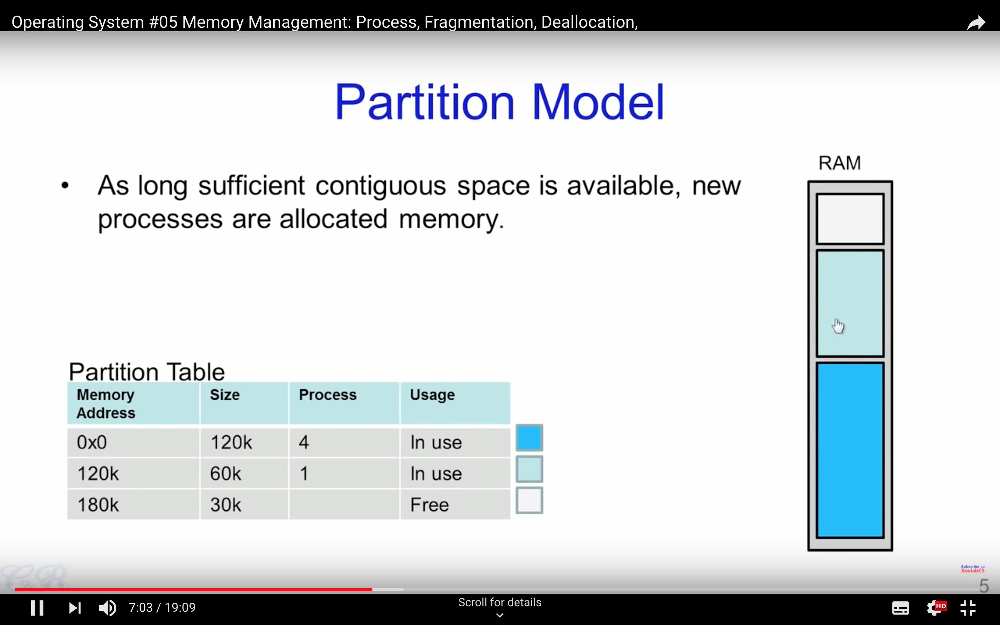 Operating System #05 Memory Management: Process, Fragmentation, Deallocation,
Partition Model
RAM
• As long sufficient contiguous space is available, new
processes are allocated memory.
Partition Table
Memory Address Size Process Usage
0x0 120k 4 In use
120k 60k 1 In use
180k 30k Free
Subscribe to
XoviabCS
5
7:03 / 19:09
Scroll for details
HD